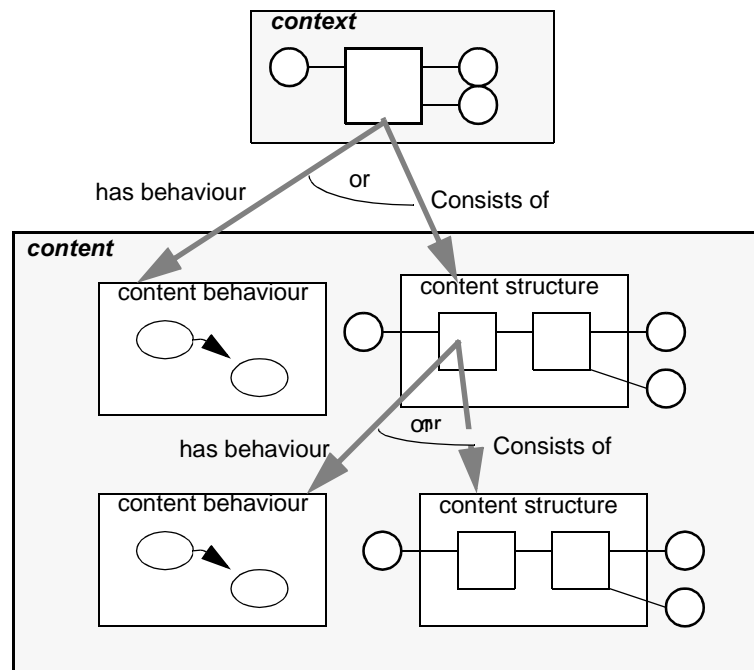 context
or
has behaviour
Consists of
content
content behaviour
content structure
has behaviour
Consists of
content behaviour
content structure